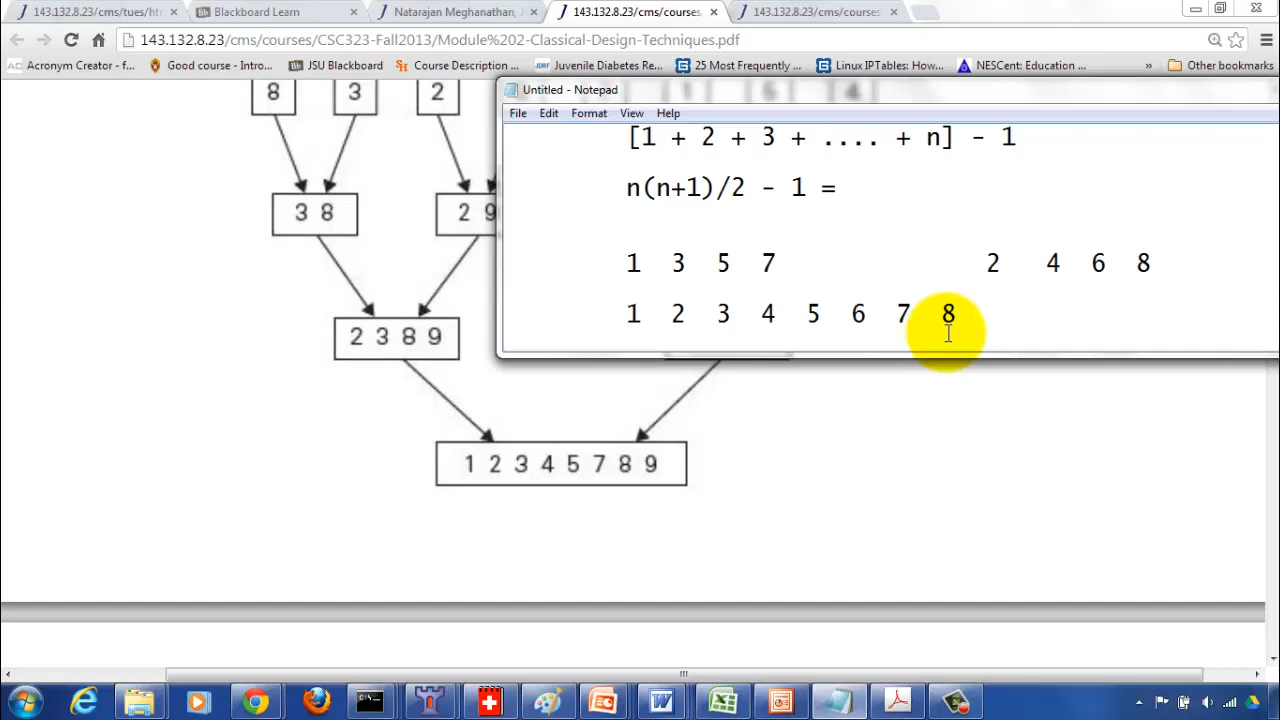 143.132.8.23/cms/tues/ht
Blackboard Learn
Natarajan Meghanathan, J
143.132.8.23/cms/courses,
143.132.8.23/cms/courses
143.132.8.23/cms/courses/CSC323-Fall2013/Module%202-Classical-Design-Techniques.pdf
AC Acronym Creator - f...
Good course - Intro...
Bb JSU Blackboard
SH Course Description ...
JDRF Juvenile Diabetes Re...
25 Most Frequently ...
Linux IPTables: How...
NESCent: Education ...
»
Other bookmarks
Untitled - Notepad
File Edit Format View Help
[1 + 2 + 3 + .... + n] - 1
n(n+1)/2 - 1 =
1 3 5 7 2 4 6 8
1 2 3 4 5 6 7 8
8 3 2
3 8 2 9
2 3 8 9
1 2 3 4 5 7 8 9